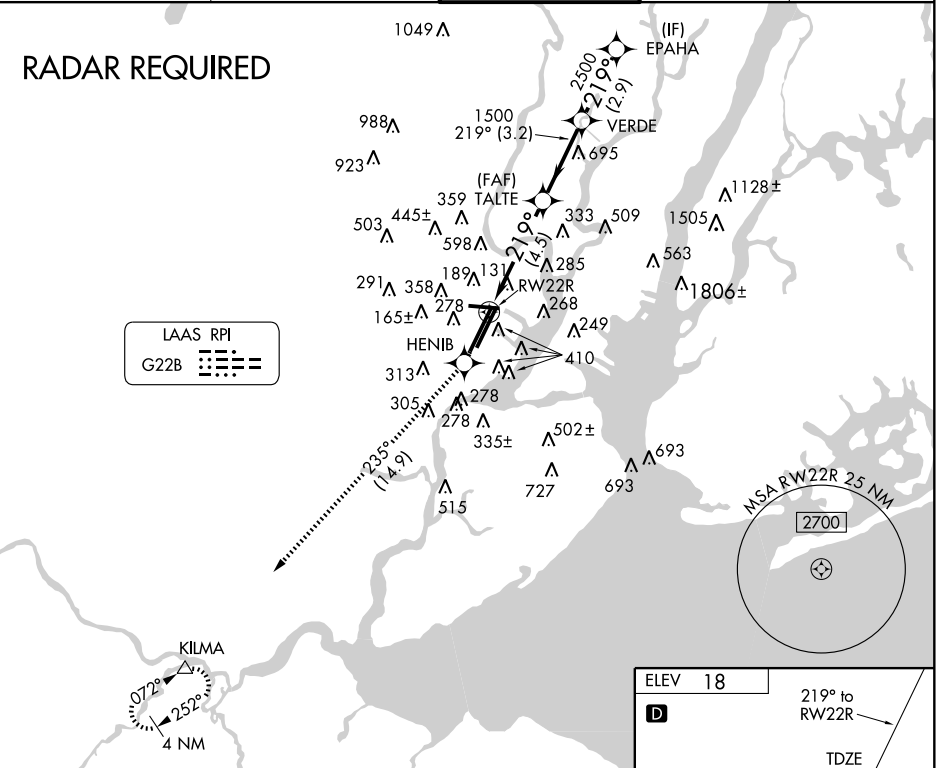 1049
(IF)
EPAHA
RADAR REQUIRED
2500
219°
(2.9)
1500
219° (3.2)
VERDE
988
923
695
(FAF)
TALTE
1128±
1505
359
445±
503
598
333
509
219°
(4.5)
563
285
189
131
291
358
RW22R
1806±
165±
278
268
249
LAAS RPI
G22B
HENIB
410
313
305
278
278
335±
502±
235°
(14.9)
693
693
727
515
MSA RW22R 25 NM
2700
KILMA
072°
252°
4 NM
ELEV 18
D
219° to
RW22R
TDZE